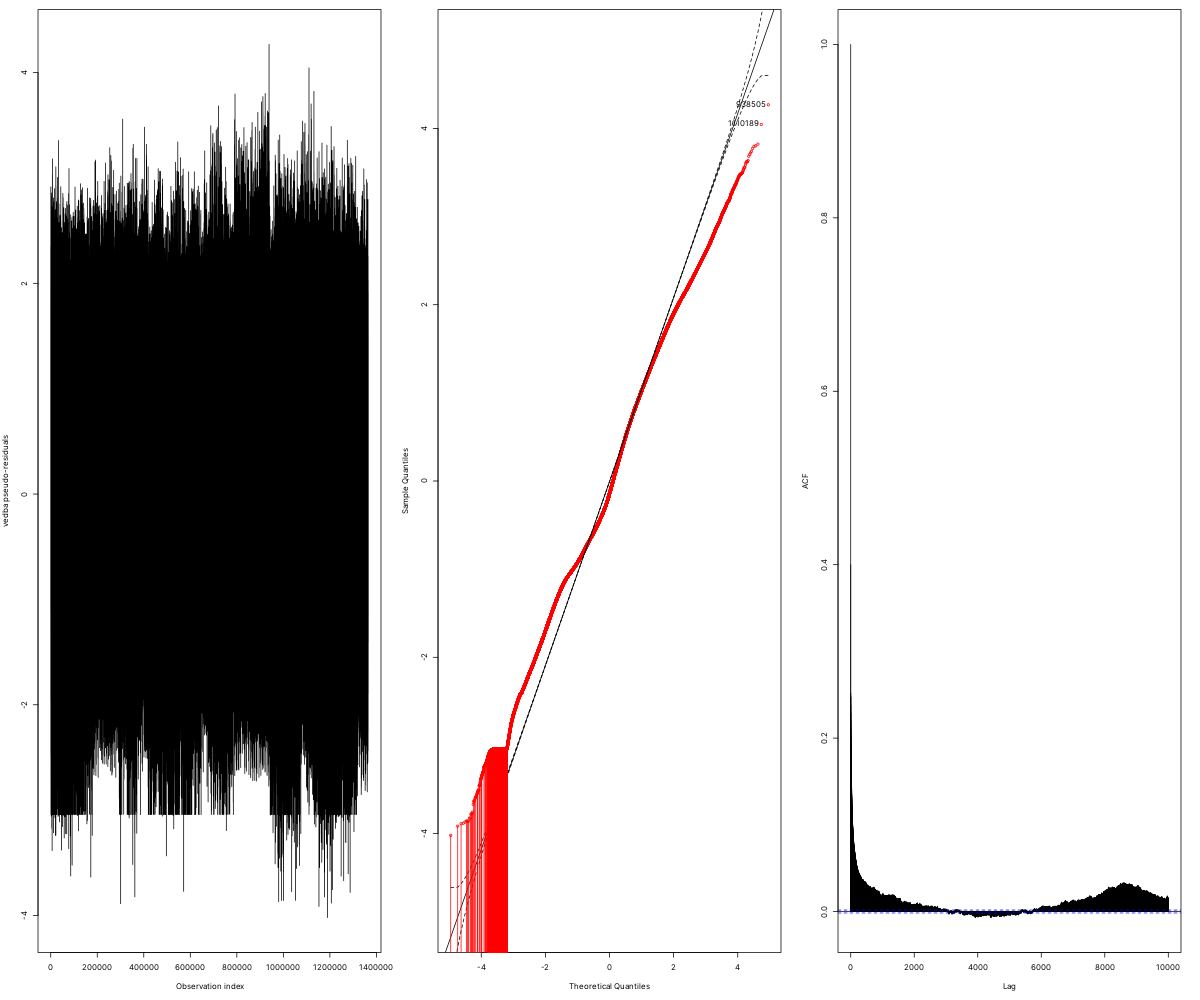 vedba pseudo-residuals
4
2
0
-2
-4
0 200000 400000 600000 800000 1000000 1200000 1400000
Observation index
Sample Quantiles
4
2
0
-2
-4
938505
1110189
-4 -2 0 2 4
Theoretical Quantiles
ACF
1.0
0.8
0.6
0.4
0.2
0.0
0 2000 4000 6000 8000 10000
Lag